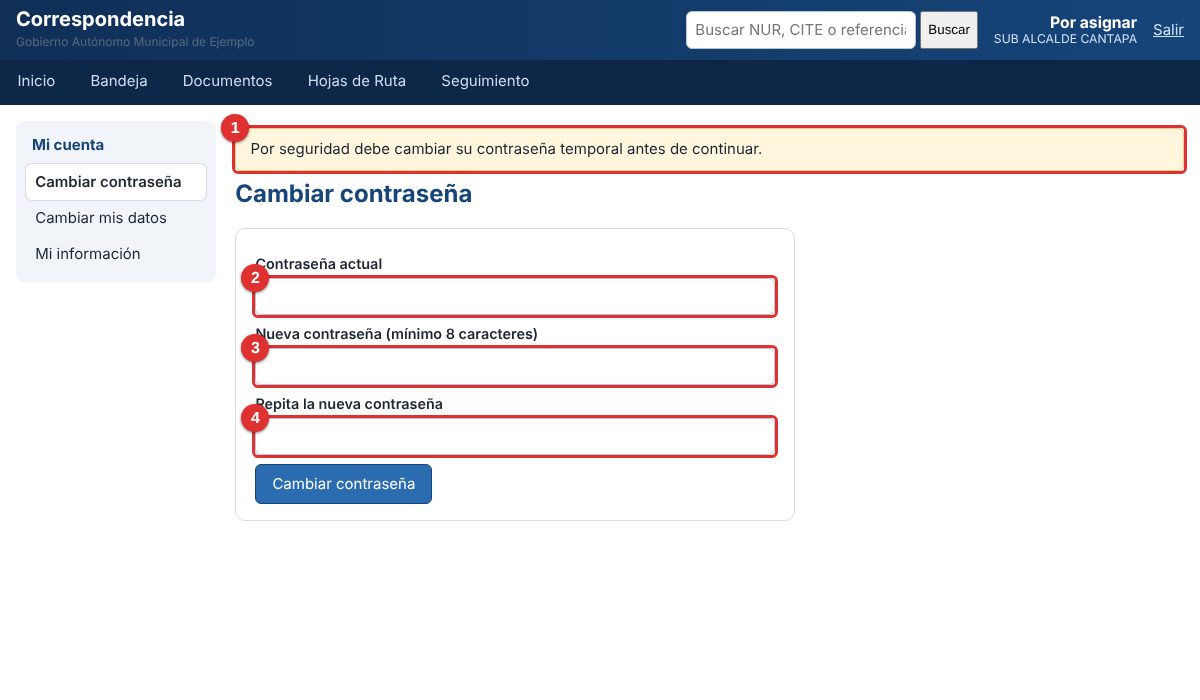 Correspondencia
Gobierno Autónomo Municipal de Ejemplo
Buscar NUR, CITE o referencia
Buscar
Por asignar
SUB ALCALDE CANTAPA
Salir
Inicio
Bandeja
Documentos
Hojas de Ruta
Seguimiento
Mi cuenta
Cambiar contraseña
Cambiar mis datos
Mi información
1
Por seguridad debe cambiar su contraseña temporal antes de continuar.
Cambiar contraseña
Contraseña actual
2
Nueva contraseña (mínimo 8 caracteres)
3
Repita la nueva contraseña
4
Cambiar contraseña